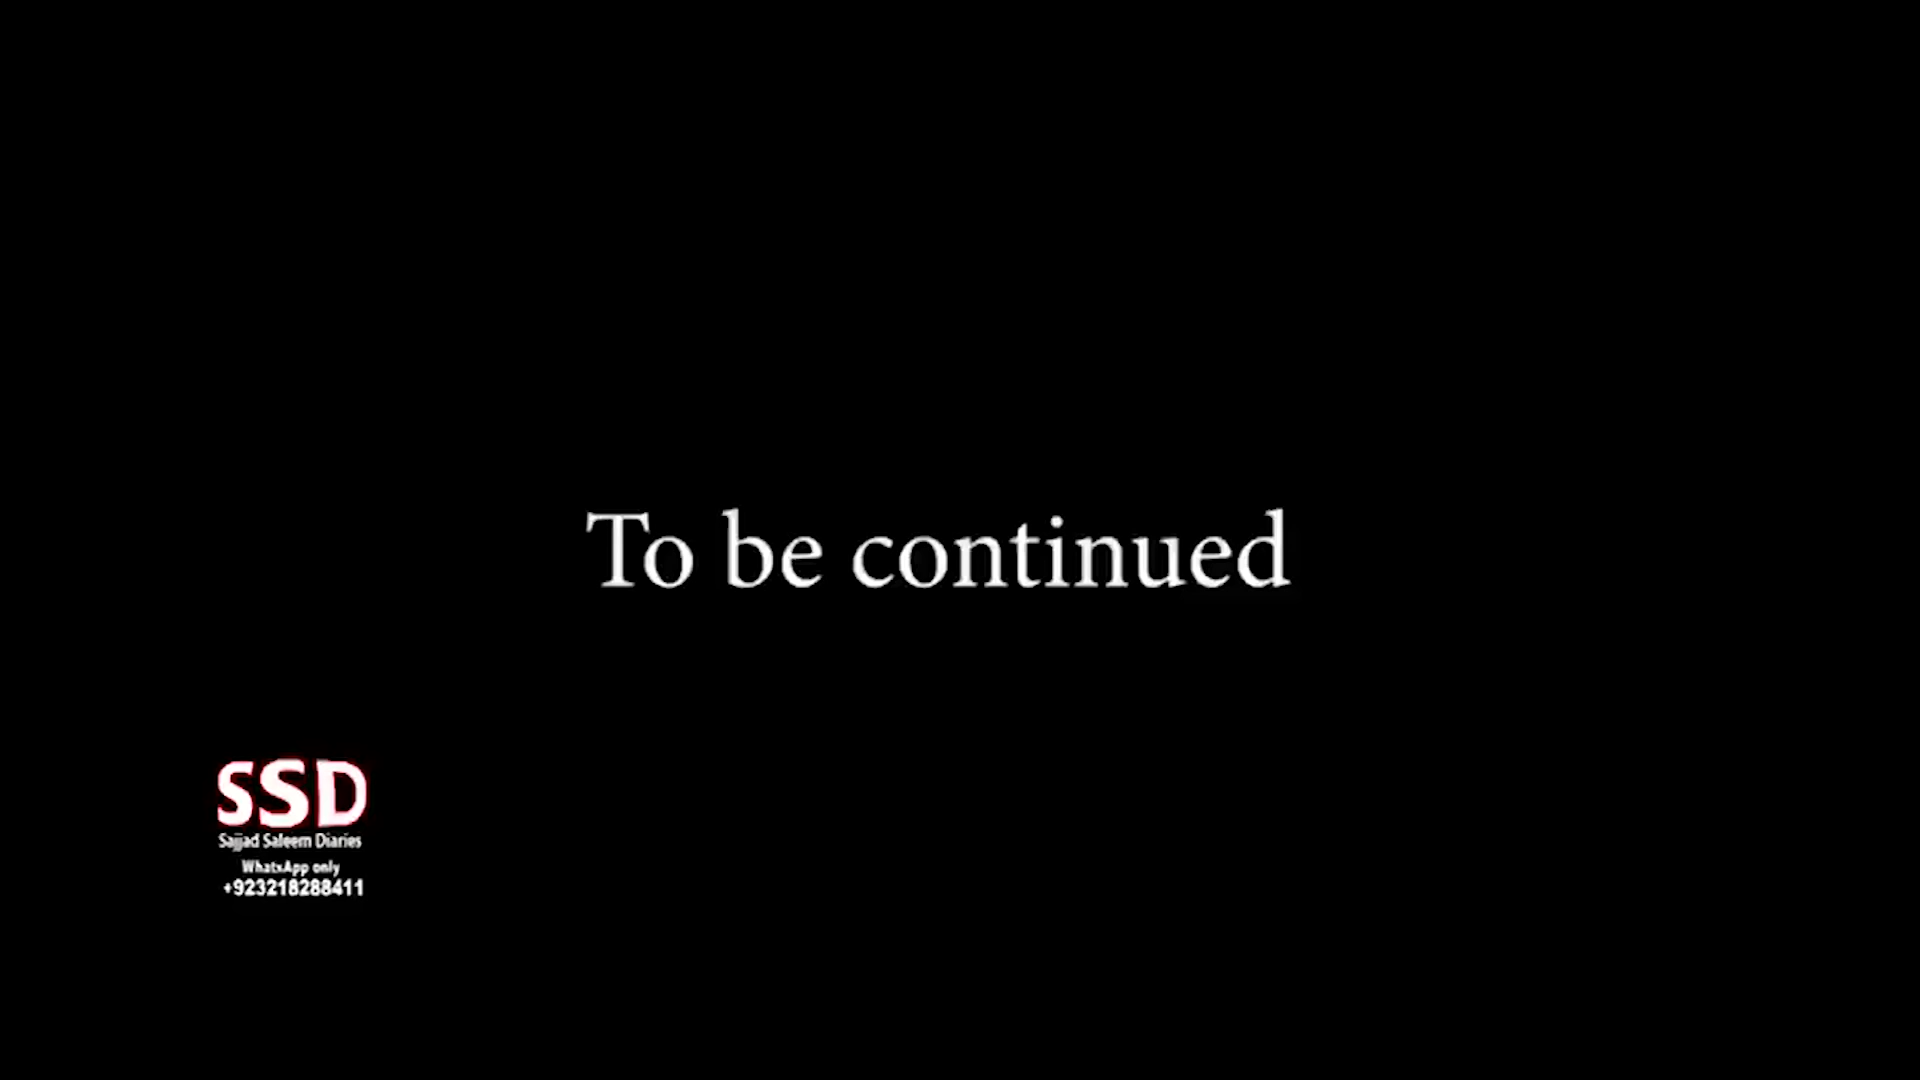 To be continued
SSD
Sajjad Saleem Diaries
WhatsApp only
+923218288411